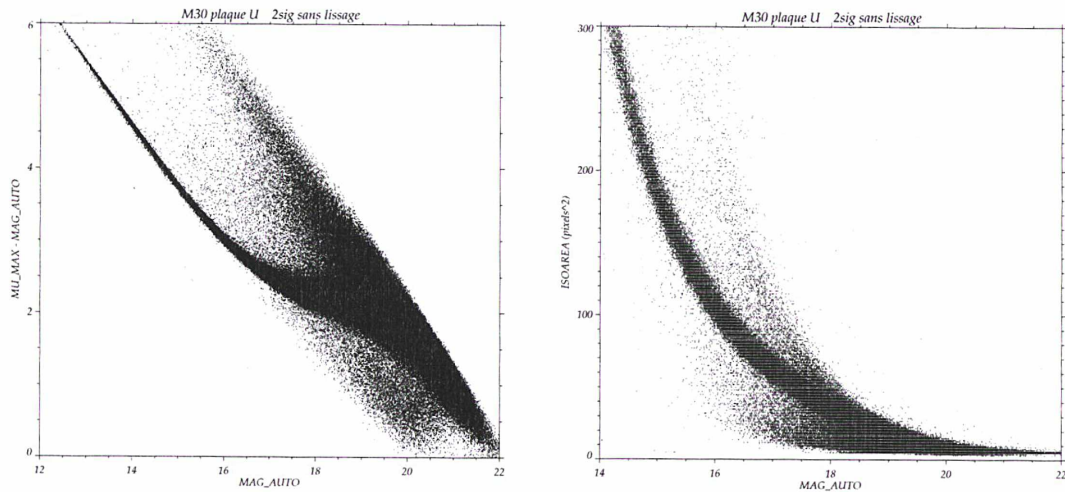 M30 plaque U 2sig sans lissage
6
4
2
0
MU_MAX - MAG_AUTO
12 14 16 18 20 22
MAG_AUTO
M30 plaque U 2sig sans lissage
300
200
100
0
ISOAREA (pixels^2)
14 16 18 20 22
MAG_AUTO